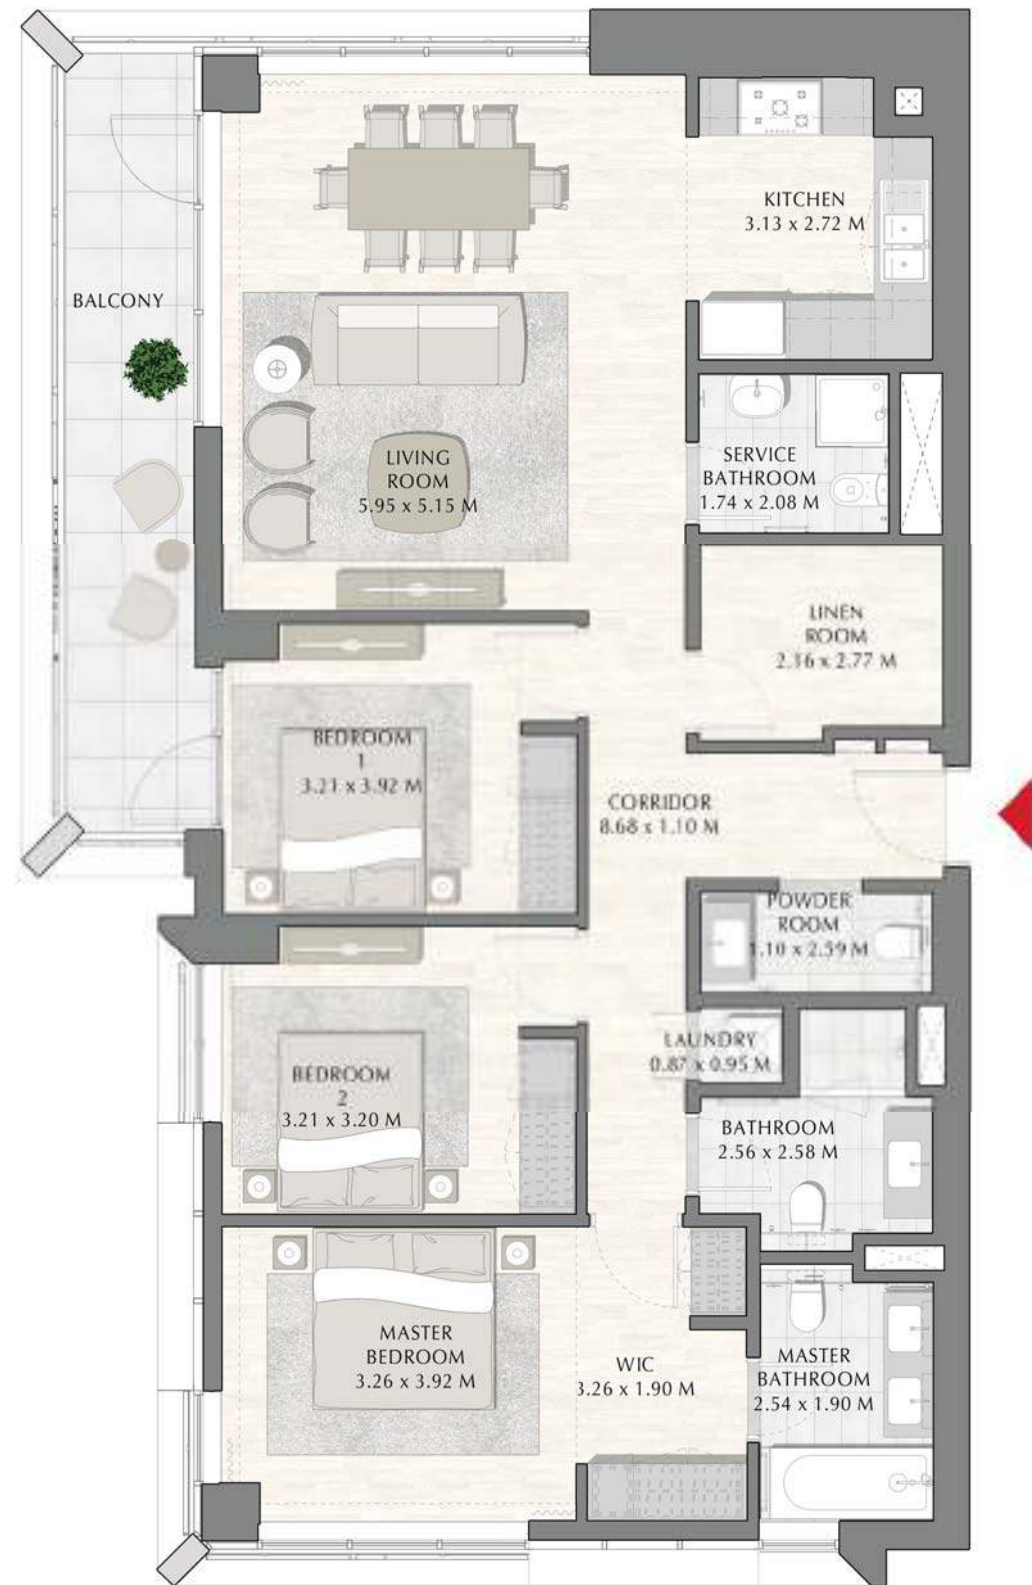 KITCHEN
3.13 x 2.72 M
BALCONY
LIVING
ROOM
5.95 x 5.15 M
SERVICE
BATHROOM
1.74 x 2.08 M
LINEN
ROOM
2.16 x 2.77 M
BEDROOM
1
3.21 x 3.92 M
CORRIDOR
8.68 x 1.10 M
POWDER
ROOM
1.10 x 2.59 M
LAUNDRY
0.87 x 0.95 M
BEDROOM
2
3.21 x 3.20 M
BATHROOM
2.56 x 2.58 M
MASTER
BEDROOM
3.26 x 3.92 M
WIC
3.26 x 1.90 M
MASTER
BATHROOM
2.54 x 1.90 M